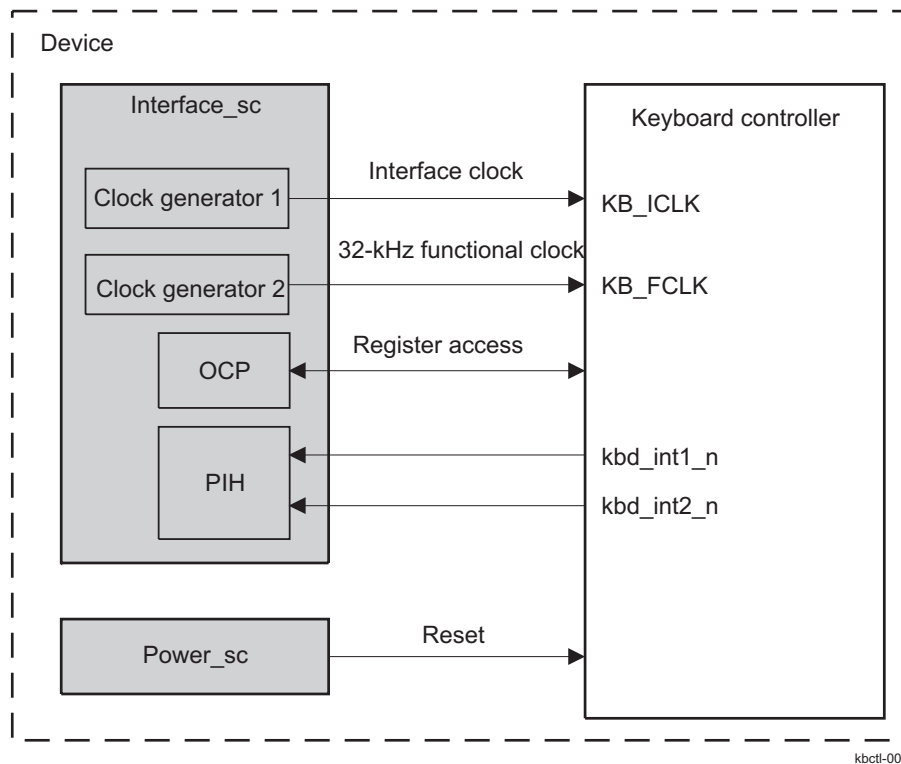 Device
Interface_sc
Keyboard controller
Clock generator 1
Interface clock
KB_ICLK
32-kHz functional clock
Clock generator 2
KB_FCLK
OCP
Register access
PIH
kbd_int1_n
kbd_int2_n
Power_sc
Reset
kbctl-00